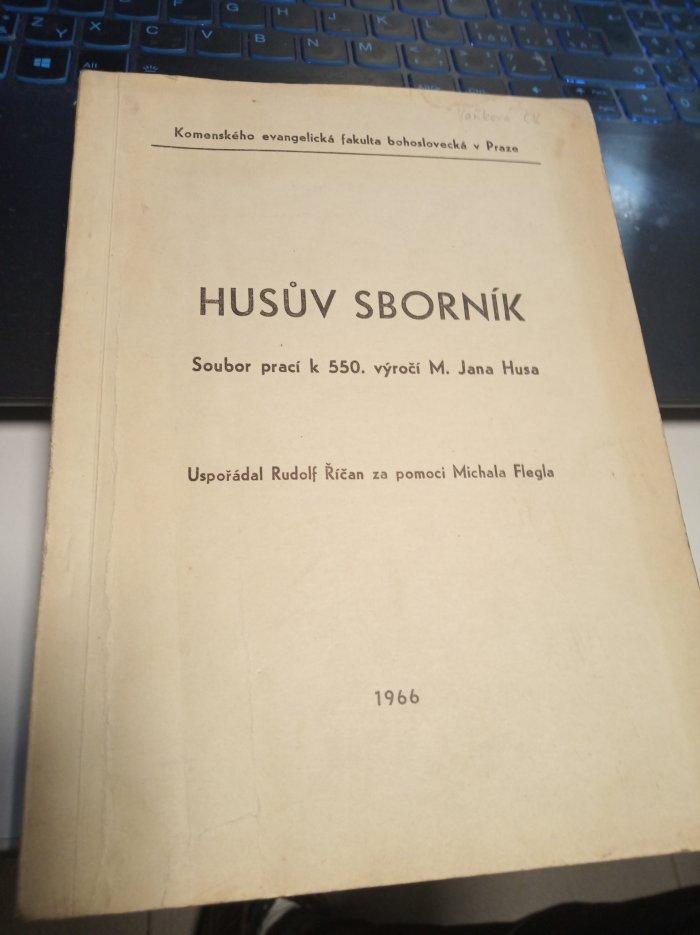 Z X C V B N M
G H J K L
Alt
Komenského evangelická fakulta bohoslovecká v Praze
HUSŮV SBORNÍK
Soubor prací k 550. výročí M. Jana Husa
Uspořádal Rudolf Říčan za pomoci Michala Flegla
1966